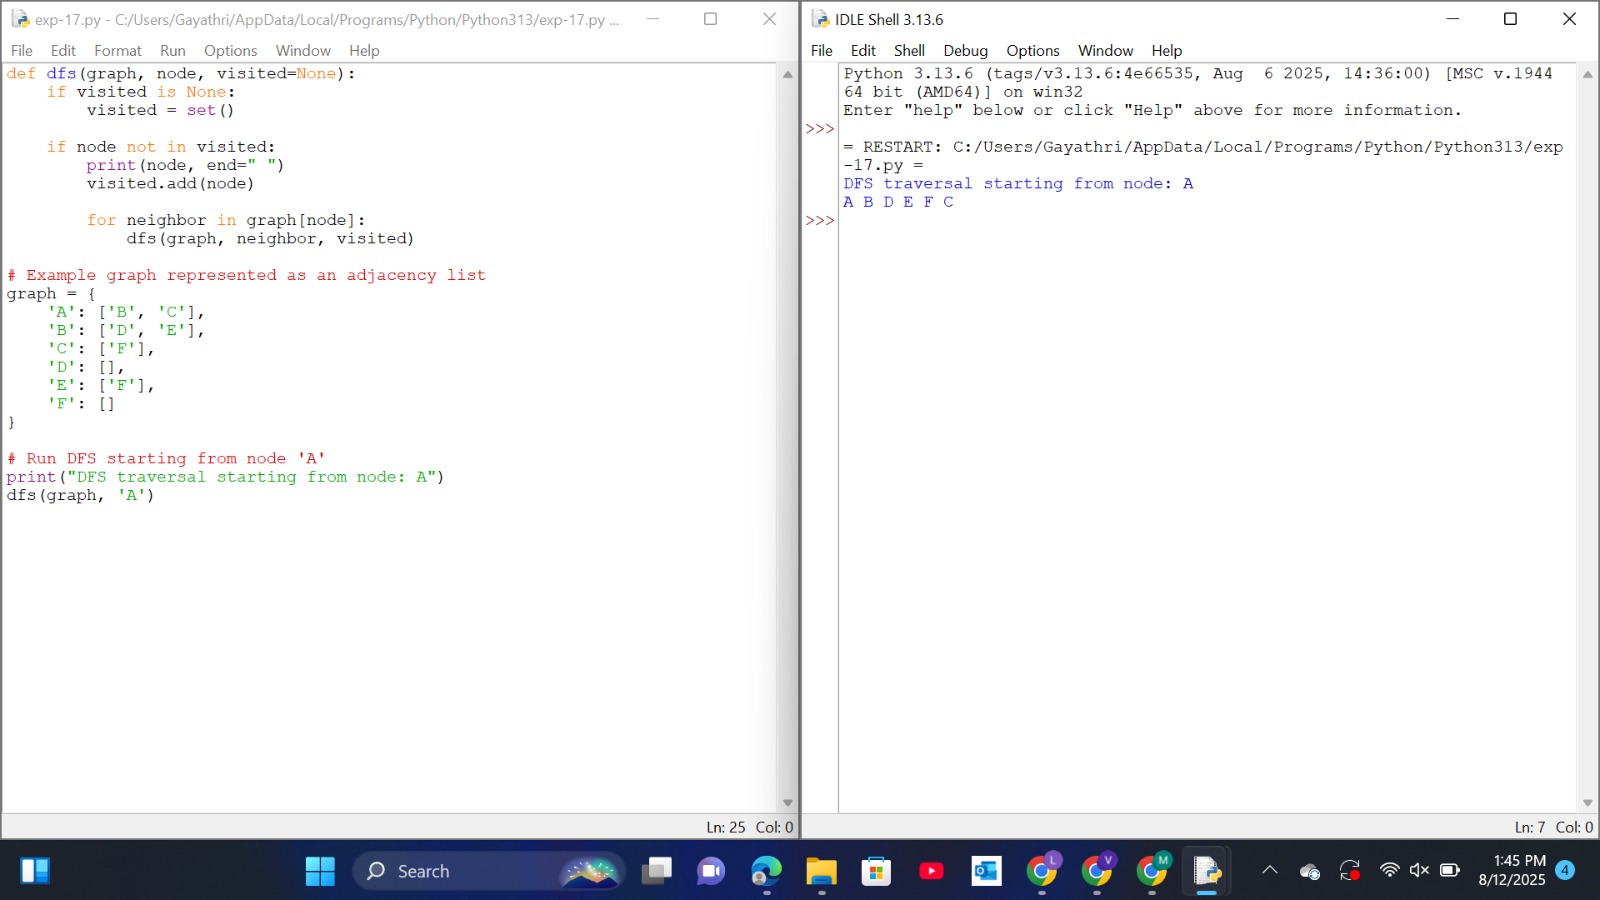 exp-17.py - C:/Users/Gayathri/AppData/Local/Programs/Python/Python313/exp-17.py ...
File Edit Format Run Options Window Help
def dfs(graph, node, visited=None):
    if visited is None:
        visited = set()
    if node not in visited:
        print(node, end=" ")
        visited.add(node)
        for neighbor in graph[node]:
            dfs(graph, neighbor, visited)
# Example graph represented as an adjacency list
graph = {
    'A': ['B', 'C'],
    'B': ['D', 'E'],
    'C': ['F'],
    'D': [],
    'E': ['F'],
    'F': []
}
# Run DFS starting from node 'A'
print("DFS traversal starting from node: A")
dfs(graph, 'A')
Ln: 25 Col: 0
IDLE Shell 3.13.6
File Edit Shell Debug Options Window Help
Python 3.13.6 (tags/v3.13.6:4e66535, Aug  6 2025, 14:36:00) [MSC v.1944
64 bit (AMD64)] on win32
Enter "help" below or click "Help" above for more information.
>>>
= RESTART: C:/Users/Gayathri/AppData/Local/Programs/Python/Python313/exp
-17.py =
DFS traversal starting from node: A
A B D E F C
>>>
Ln: 7 Col: 0
Search
L
V
M
1:45 PM
8/12/2025
4